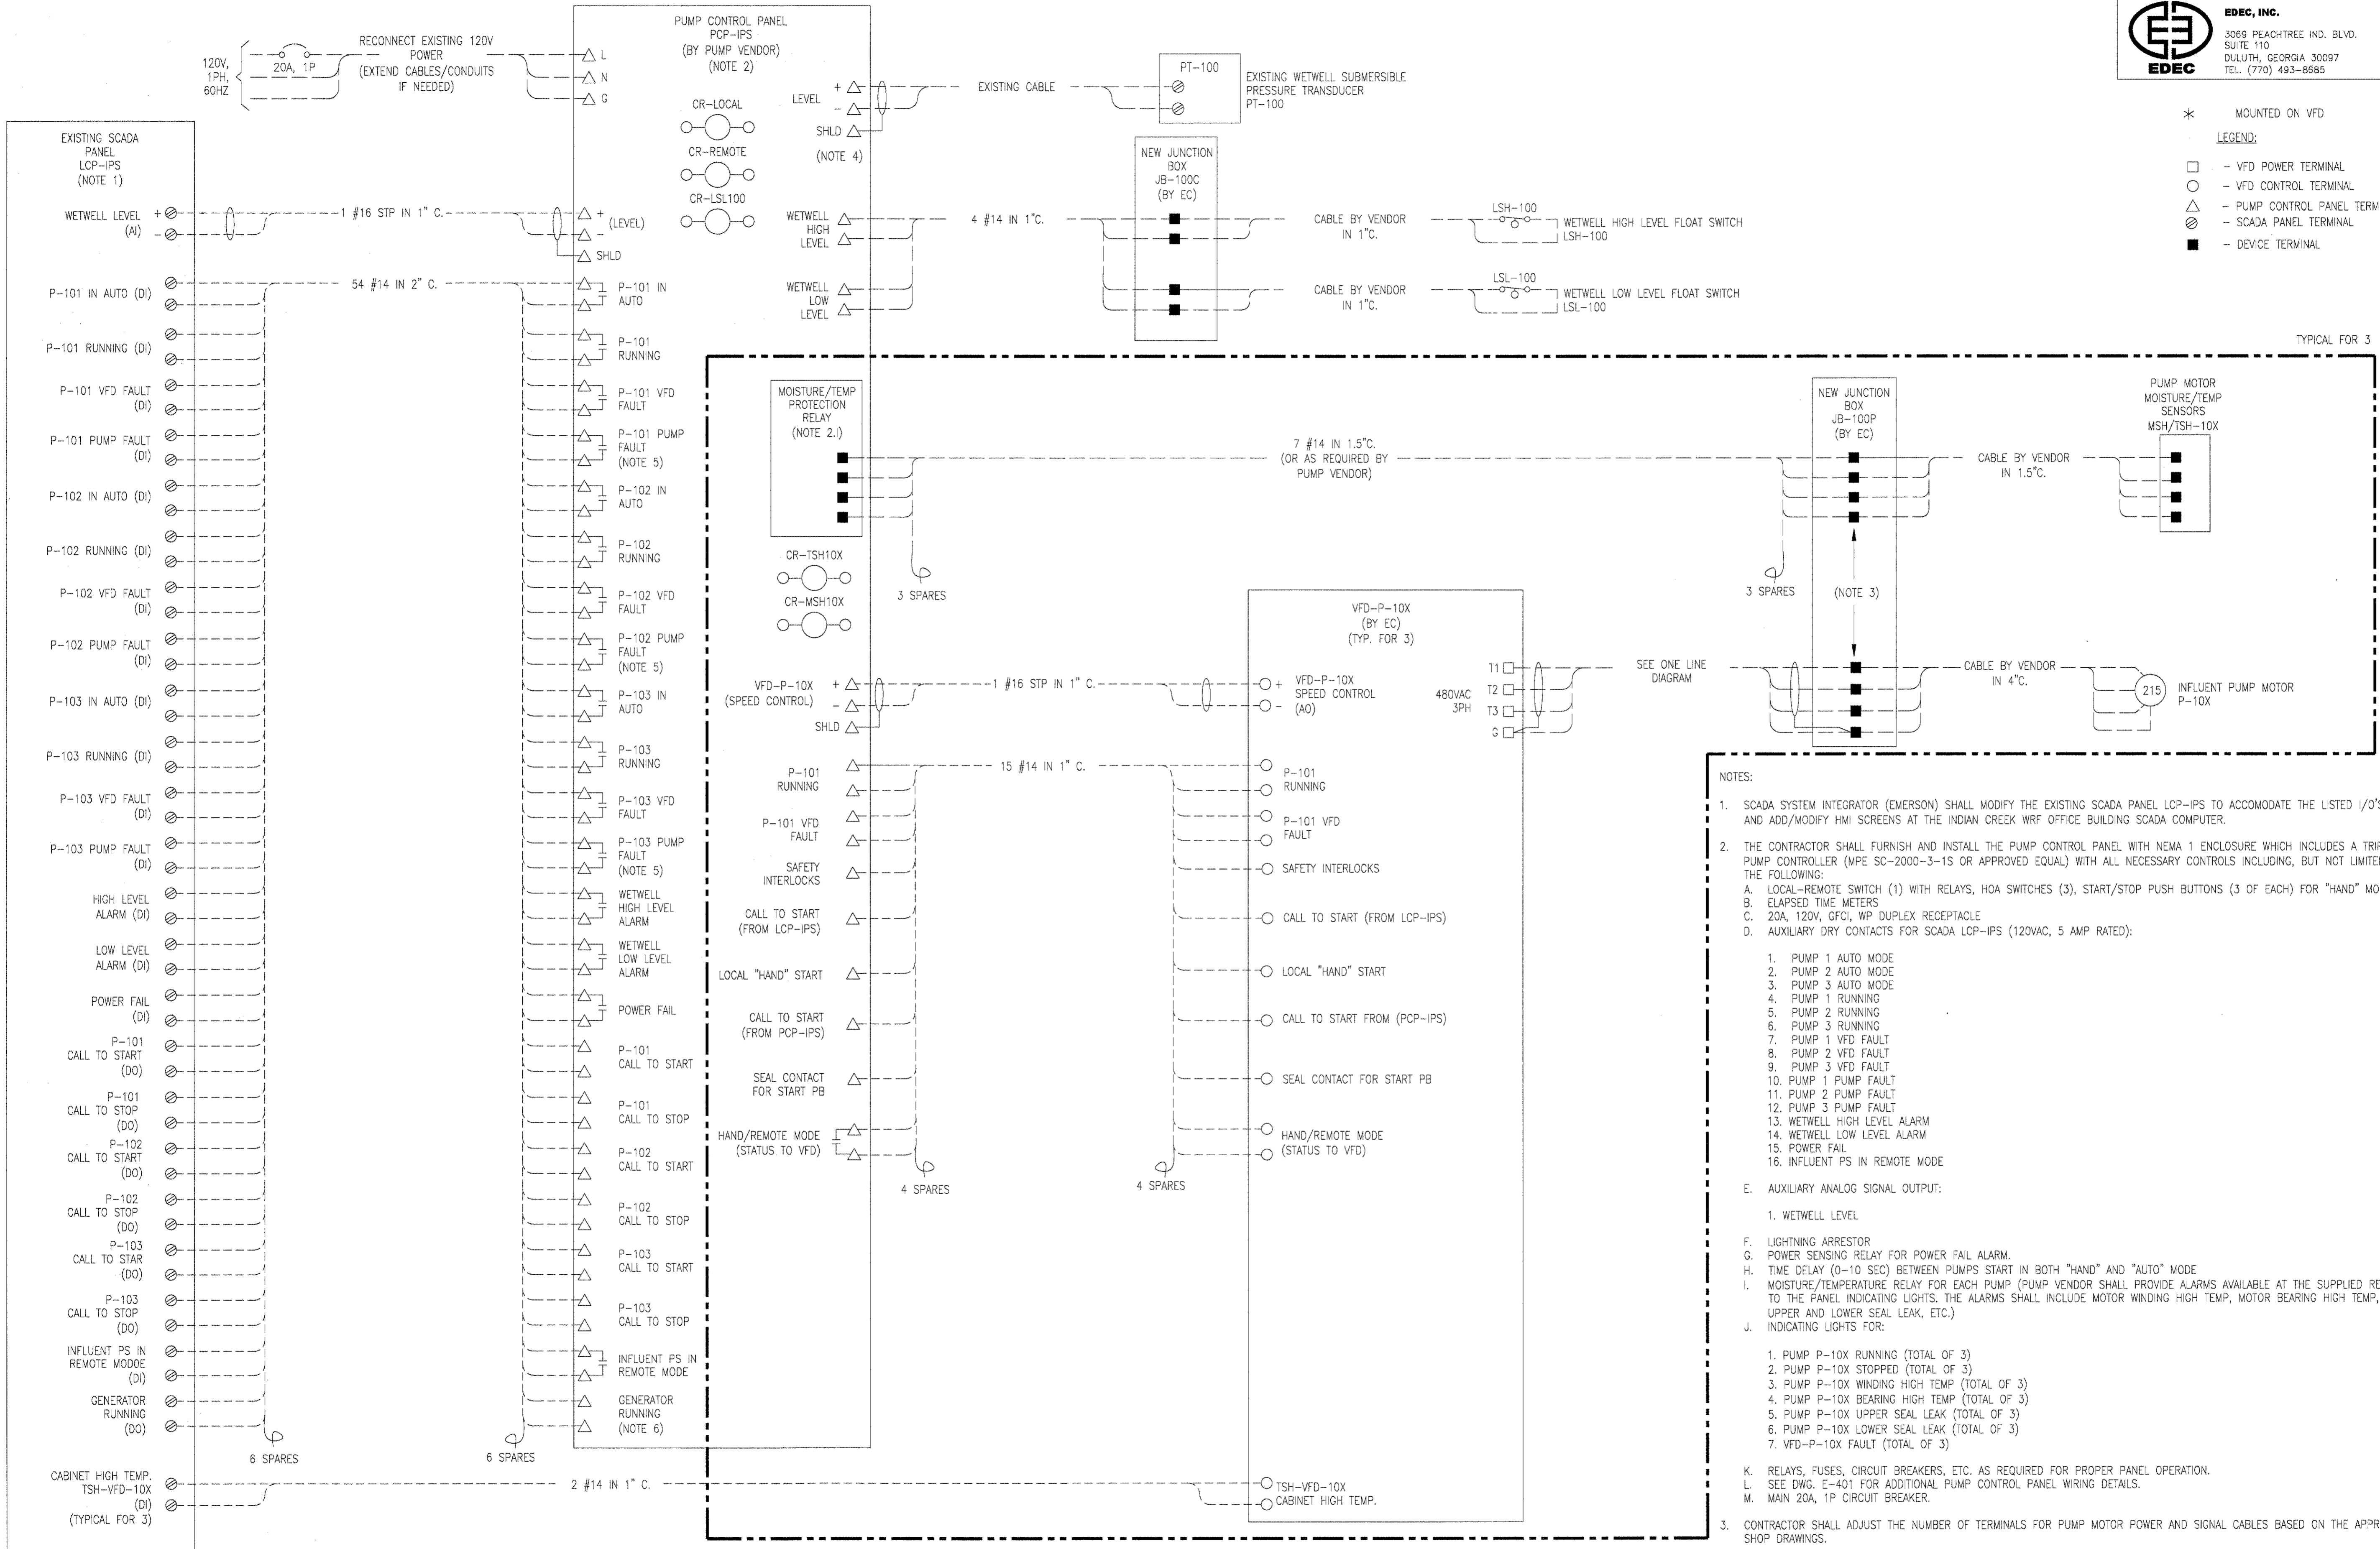 EDEC, INC.
3069 PEACHTREE IND. BLVD.
SUITE 110
DULUTH, GEORGIA 30097
TEL. (770) 493-8685
EDEC
* MOUNTED ON VFD
LEGEND:
- VFD POWER TERMINAL
- VFD CONTROL TERMINAL
- PUMP CONTROL PANEL TERM
- SCADA PANEL TERMINAL
- DEVICE TERMINAL
120V,
1PH,
60HZ
20A, 1P
RECONNECT EXISTING 120V
POWER
(EXTEND CABLES/CONDUITS
IF NEEDED)
EXISTING SCADA
PANEL
LCP-IPS
(NOTE 1)
WETWELL LEVEL
(AI)
+
-
P-101 IN AUTO (DI)
P-101 RUNNING (DI)
P-101 VFD FAULT
(DI)
P-101 PUMP FAULT
(DI)
P-102 IN AUTO (DI)
P-102 RUNNING (DI)
P-102 VFD FAULT
(DI)
P-102 PUMP FAULT
(DI)
P-103 IN AUTO (DI)
P-103 RUNNING (DI)
P-103 VFD FAULT
(DI)
P-103 PUMP FAULT
(DI)
HIGH LEVEL
ALARM (DI)
LOW LEVEL
ALARM (DI)
POWER FAIL
(DI)
P-101
CALL TO START
(DO)
P-101
CALL TO STOP
(DO)
P-102
CALL TO START
(DO)
P-102
CALL TO STOP
(DO)
P-103
CALL TO STAR
(DO)
P-103
CALL TO STOP
(DO)
INFLUENT PS IN
REMOTE MODOE
(DI)
GENERATOR
RUNNING
(DO)
CABINET HIGH TEMP.
TSH-VFD-10X
(DI)
(TYPICAL FOR 3)
1 #16 STP IN 1" C.
54 #14 IN 2" C.
6 SPARES
6 SPARES
2 #14 IN 1" C.
PUMP CONTROL PANEL
PCP-IPS
(BY PUMP VENDOR)
(NOTE 2)
L
N
G
CR-LOCAL
CR-REMOTE
CR-LSL100
LEVEL
+
-
SHLD
(NOTE 4)
+
(LEVEL)
-
SHLD
WETWELL
HIGH
LEVEL
WETWELL
LOW
LEVEL
P-101 IN
AUTO
P-101
RUNNING
P-101 VFD
FAULT
P-101 PUMP
FAULT
(NOTE 5)
P-102 IN
AUTO
P-102
RUNNING
P-102 VFD
FAULT
P-102 PUMP
FAULT
(NOTE 5)
P-103 IN
AUTO
P-103
RUNNING
P-103 VFD
FAULT
P-103 PUMP
FAULT
(NOTE 5)
WETWELL
HIGH LEVEL
ALARM
WETWELL
LOW LEVEL
ALARM
POWER FAIL
P-101
CALL TO START
P-101
CALL TO STOP
P-102
CALL TO START
P-102
CALL TO STOP
P-103
CALL TO START
P-103
CALL TO STOP
INFLUENT PS IN
REMOTE MODE
GENERATOR
RUNNING
(NOTE 6)
EXISTING CABLE
PT-100
EXISTING WETWELL SUBMERSIBLE
PRESSURE TRANSDUCER
PT-100
4 #14 IN 1"C.
NEW JUNCTION
BOX
JB-100C
(BY EC)
CABLE BY VENDOR
IN 1"C.
LSH-100
WETWELL HIGH LEVEL FLOAT SWITCH
LSH-100
CABLE BY VENDOR
IN 1"C.
LSL-100
WETWELL LOW LEVEL FLOAT SWITCH
LSL-100
TYPICAL FOR 3
MOISTURE/TEMP
PROTECTION
RELAY
(NOTE 2.I)
CR-TSH10X
CR-MSH10X
3 SPARES
7 #14 IN 1.5"C.
(OR AS REQUIRED BY
PUMP VENDOR)
3 SPARES
NEW JUNCTION
BOX
JB-100P
(BY EC)
(NOTE 3)
CABLE BY VENDOR
IN 1.5"C.
PUMP MOTOR
MOISTURE/TEMP
SENSORS
MSH/TSH-10X
VFD-P-10X
(SPEED CONTROL)
+
-
SHLD
1 #16 STP IN 1" C.
VFD-P-10X
(BY EC)
(TYP. FOR 3)
+
-
VFD-P-10X
SPEED CONTROL
(AO)
480VAC
3PH
T1
T2
T3
G
SEE ONE LINE
DIAGRAM
CABLE BY VENDOR
IN 4"C.
215
INFLUENT PUMP MOTOR
P-10X
15 #14 IN 1" C.
P-101
RUNNING
P-101 VFD
FAULT
SAFETY
INTERLOCKS
CALL TO START
(FROM LCP-IPS)
LOCAL "HAND" START
CALL TO START
(FROM PCP-IPS)
SEAL CONTACT
FOR START PB
HAND/REMOTE MODE
(STATUS TO VFD)
4 SPARES
4 SPARES
P-101
RUNNING
P-101 VFD
FAULT
SAFETY INTERLOCKS
CALL TO START (FROM LCP-IPS)
LOCAL "HAND" START
CALL TO START FROM (PCP-IPS)
SEAL CONTACT FOR START PB
HAND/REMOTE MODE
(STATUS TO VFD)
TSH-VFD-10X
CABINET HIGH TEMP.
NOTES:
1. SCADA SYSTEM INTEGRATOR (EMERSON) SHALL MODIFY THE EXISTING SCADA PANEL LCP-IPS TO ACCOMODATE THE LISTED I/O'S
AND ADD/MODIFY HMI SCREENS AT THE INDIAN CREEK WRF OFFICE BUILDING SCADA COMPUTER.
2. THE CONTRACTOR SHALL FURNISH AND INSTALL THE PUMP CONTROL PANEL WITH NEMA 1 ENCLOSURE WHICH INCLUDES A TRI
PUMP CONTROLLER (MPE SC-2000-3-1S OR APPROVED EQUAL) WITH ALL NECESSARY CONTROLS INCLUDING, BUT NOT LIMITE
THE FOLLOWING:
A. LOCAL-REMOTE SWITCH (1) WITH RELAYS, HOA SWITCHES (3), START/STOP PUSH BUTTONS (3 OF EACH) FOR "HAND" MO
B. ELAPSED TIME METERS
C. 20A, 120V, GFCI, WP DUPLEX RECEPTACLE
D. AUXILIARY DRY CONTACTS FOR SCADA LCP-IPS (120VAC, 5 AMP RATED):
1. PUMP 1 AUTO MODE
2. PUMP 2 AUTO MODE
3. PUMP 3 AUTO MODE
4. PUMP 1 RUNNING
5. PUMP 2 RUNNING
6. PUMP 3 RUNNING
7. PUMP 1 VFD FAULT
8. PUMP 2 VFD FAULT
9. PUMP 3 VFD FAULT
10. PUMP 1 PUMP FAULT
11. PUMP 2 PUMP FAULT
12. PUMP 3 PUMP FAULT
13. WETWELL HIGH LEVEL ALARM
14. WETWELL LOW LEVEL ALARM
15. POWER FAIL
16. INFLUENT PS IN REMOTE MODE
E. AUXILIARY ANALOG SIGNAL OUTPUT:
1. WETWELL LEVEL
F. LIGHTNING ARRESTOR
G. POWER SENSING RELAY FOR POWER FAIL ALARM.
H. TIME DELAY (0-10 SEC) BETWEEN PUMPS START IN BOTH "HAND" AND "AUTO" MODE
I. MOISTURE/TEMPERATURE RELAY FOR EACH PUMP (PUMP VENDOR SHALL PROVIDE ALARMS AVAILABLE AT THE SUPPLIED RE
TO THE PANEL INDICATING LIGHTS. THE ALARMS SHALL INCLUDE MOTOR WINDING HIGH TEMP, MOTOR BEARING HIGH TEMP,
UPPER AND LOWER SEAL LEAK, ETC.)
J. INDICATING LIGHTS FOR:
1. PUMP P-10X RUNNING (TOTAL OF 3)
2. PUMP P-10X STOPPED (TOTAL OF 3)
3. PUMP P-10X WINDING HIGH TEMP (TOTAL OF 3)
4. PUMP P-10X BEARING HIGH TEMP (TOTAL OF 3)
5. PUMP P-10X UPPER SEAL LEAK (TOTAL OF 3)
6. PUMP P-10X LOWER SEAL LEAK (TOTAL OF 3)
7. VFD-P-10X FAULT (TOTAL OF 3)
K. RELAYS, FUSES, CIRCUIT BREAKERS, ETC. AS REQUIRED FOR PROPER PANEL OPERATION.
L. SEE DWG. E-401 FOR ADDITIONAL PUMP CONTROL PANEL WIRING DETAILS.
M. MAIN 20A, 1P CIRCUIT BREAKER.
3. CONTRACTOR SHALL ADJUST THE NUMBER OF TERMINALS FOR PUMP MOTOR POWER AND SIGNAL CABLES BASED ON THE APPR
SHOP DRAWINGS.